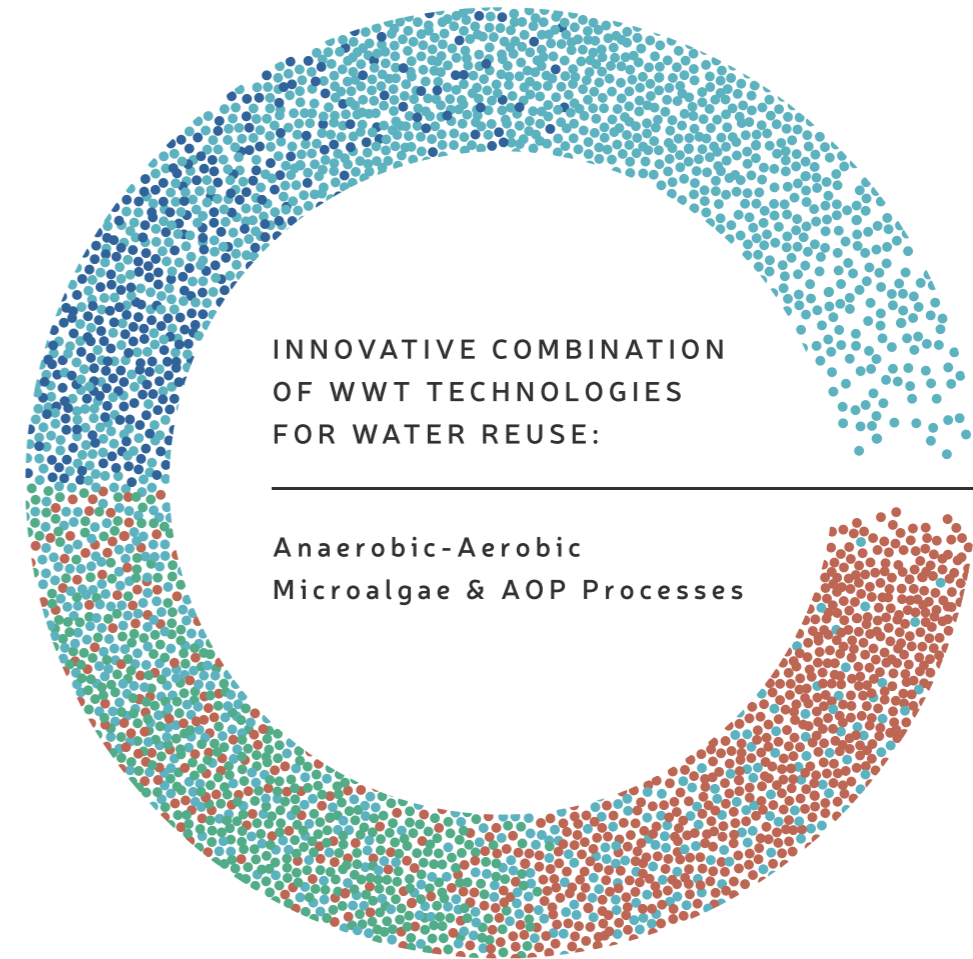 INNOVATIVE COMBINATION
OF WWT TECHNOLOGIES
FOR WATER REUSE:
Anaerobic-Aerobic
Microalgae & AOP Processes